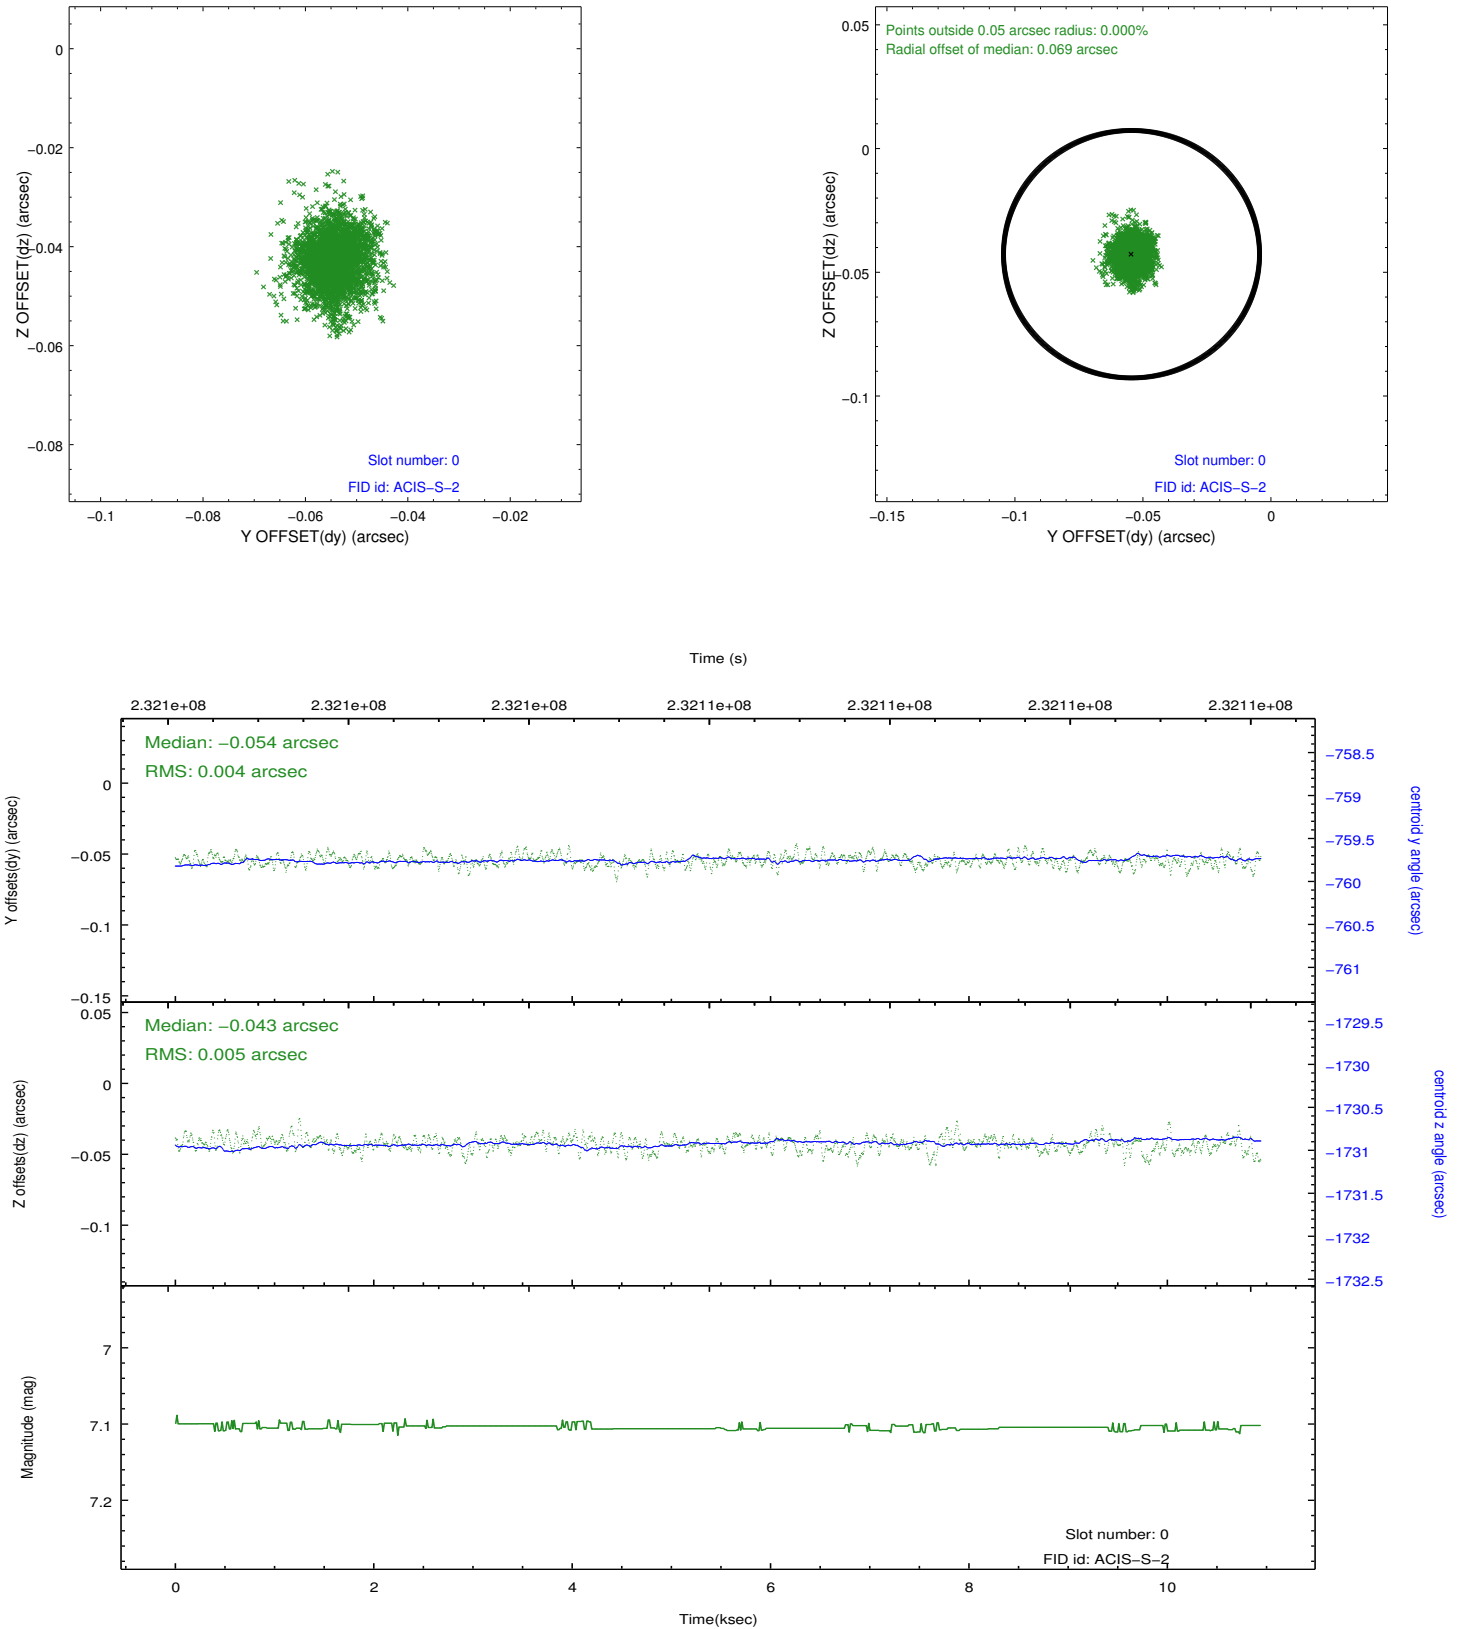 0
−0.02
−0.04
−0.06
−0.08
Z OFFSET(dz) (arcsec)
Slot number: 0
FID id: ACIS−S−2
−0.1
−0.08
−0.06
−0.04
−0.02
Y OFFSET(dy) (arcsec)
Points outside 0.05 arcsec radius: 0.000%
Radial offset of median: 0.069 arcsec
0.05
0
−0.05
−0.1
Z OFFSET(dz) (arcsec)
Slot number: 0
FID id: ACIS−S−2
−0.15
−0.1
−0.05
0
Y OFFSET(dy) (arcsec)
Time (s)
2.321e+08
2.321e+08
2.321e+08
2.3211e+08
2.3211e+08
2.3211e+08
2.3211e+08
Median: −0.054 arcsec
RMS: 0.004 arcsec
0
−0.05
−0.1
−0.15
Y offsets(dy) (arcsec)
−758.5
−759
−759.5
−760
−760.5
−761
centroid y angle (arcsec)
Median: −0.043 arcsec
RMS: 0.005 arcsec
0.05
0
−0.05
−0.1
Z offsets(dz) (arcsec)
−1729.5
−1730
−1730.5
−1731
−1731.5
−1732
−1732.5
centroid z angle (arcsec)
7
7.1
7.2
Magnitude (mag)
Slot number: 0
FID id: ACIS−S−2
0
2
4
6
8
10
Time(ksec)